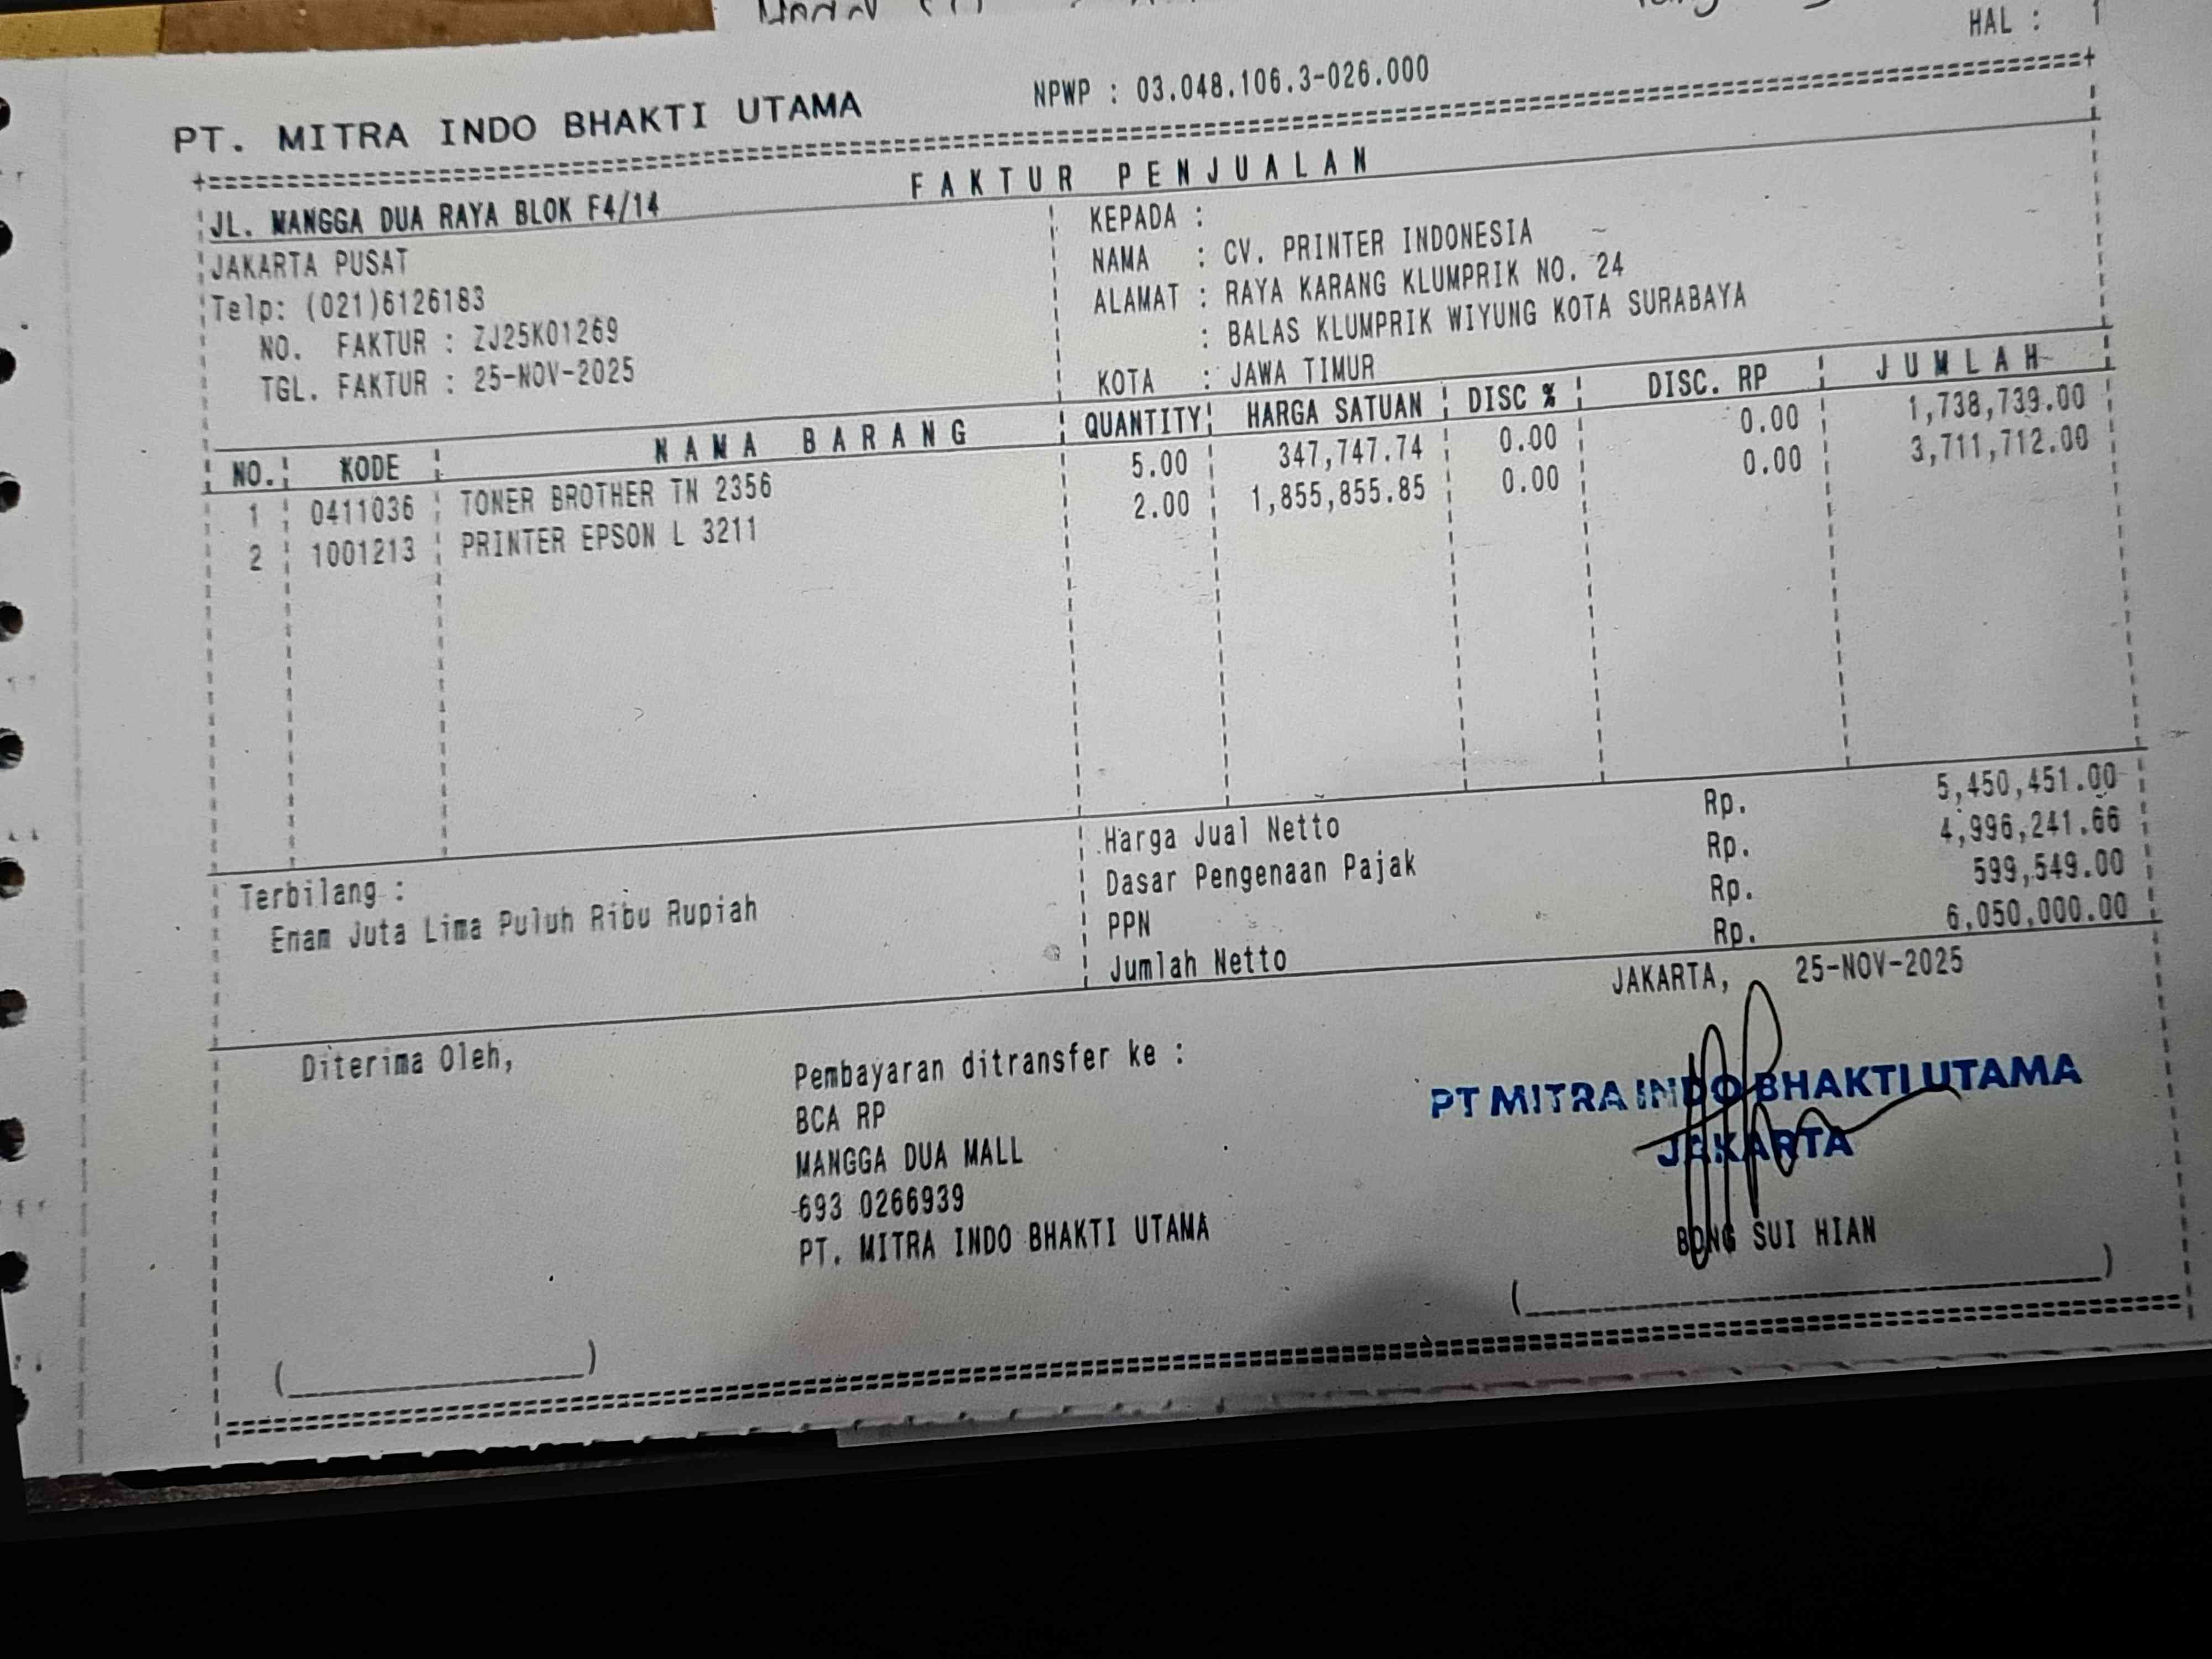 HAL : 1
PT. MITRA INDO BHAKTI UTAMA NPWP : 03.048.106.3-026.000
FAKTUR PENJUALAN
JL. MANGGA DUA RAYA BLOK F4/14
JAKARTA PUSAT
Telp: (021)6126183
NO. FAKTUR : ZJ25K01269
TGL. FAKTUR : 25-NOV-2025
KEPADA :
NAMA : CV. PRINTER INDONESIA
ALAMAT : RAYA KARANG KLUMPRIK NO. 24
: BALAS KLUMPRIK WIYUNG KOTA SURABAYA
KOTA : JAWA TIMUR
NO. KODE NAMA BARANG QUANTITY HARGA SATUAN DISC % DISC. RP JUMLAH
1 0411036 TONER BROTHER TN 2356 5.00 347,747.74 0.00 0.00 1,738,739.00
2 1001213 PRINTER EPSON L 3211 2.00 1,855,855.85 0.00 0.00 3,711,712.00
Harga Jual Netto Rp. 5,450,451.00
Dasar Pengenaan Pajak Rp. 4,996,241.66
PPN Rp. 599,549.00
Jumlah Netto Rp. 6,050,000.00
Terbilang :
Enam Juta Lima Puluh Ribu Rupiah
JAKARTA, 25-NOV-2025
Diterima Oleh,
Pembayaran ditransfer ke :
BCA RP
MANGGA DUA MALL
693 0266939
PT. MITRA INDO BHAKTI UTAMA
PT MITRA INDO BHAKTI UTAMA
JAKARTA
BONG SUI HIAN